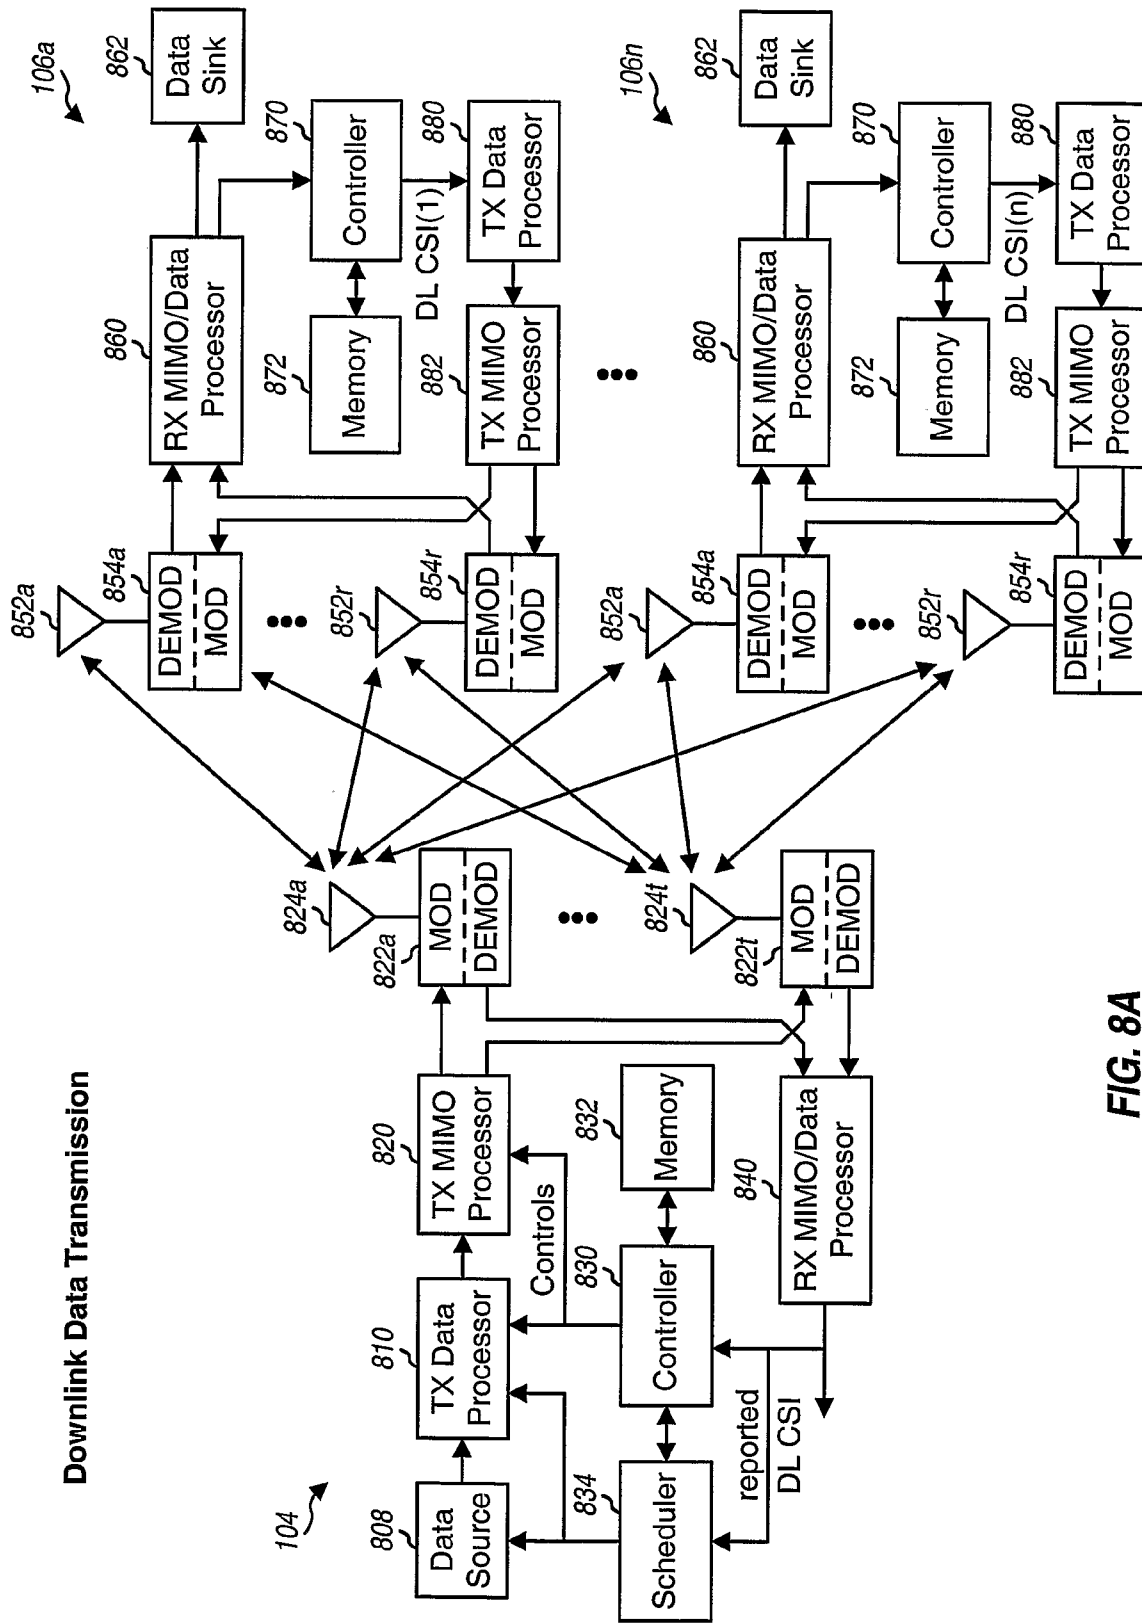 Downlink Data Transmission
104
808
Data
Source
810
TX Data
Processor
820
TX MIMO
Processor
Controls
834
Scheduler
830
Controller
832
Memory
reported
DL CSI
840
RX MIMO/Data
Processor
824a
822a
MOD
DEMOD
824t
822t
MOD
DEMOD
106a
852a
854a
DEMOD
MOD
852r
854r
DEMOD
MOD
860
RX MIMO/Data
Processor
862
Data
Sink
872
Memory
870
Controller
DL CSI(1)
882
TX MIMO
Processor
880
TX Data
Processor
106n
852a
854a
DEMOD
MOD
852r
854r
DEMOD
MOD
860
RX MIMO/Data
Processor
862
Data
Sink
872
Memory
870
Controller
DL CSI(n)
882
TX MIMO
Processor
880
TX Data
Processor
FIG. 8A